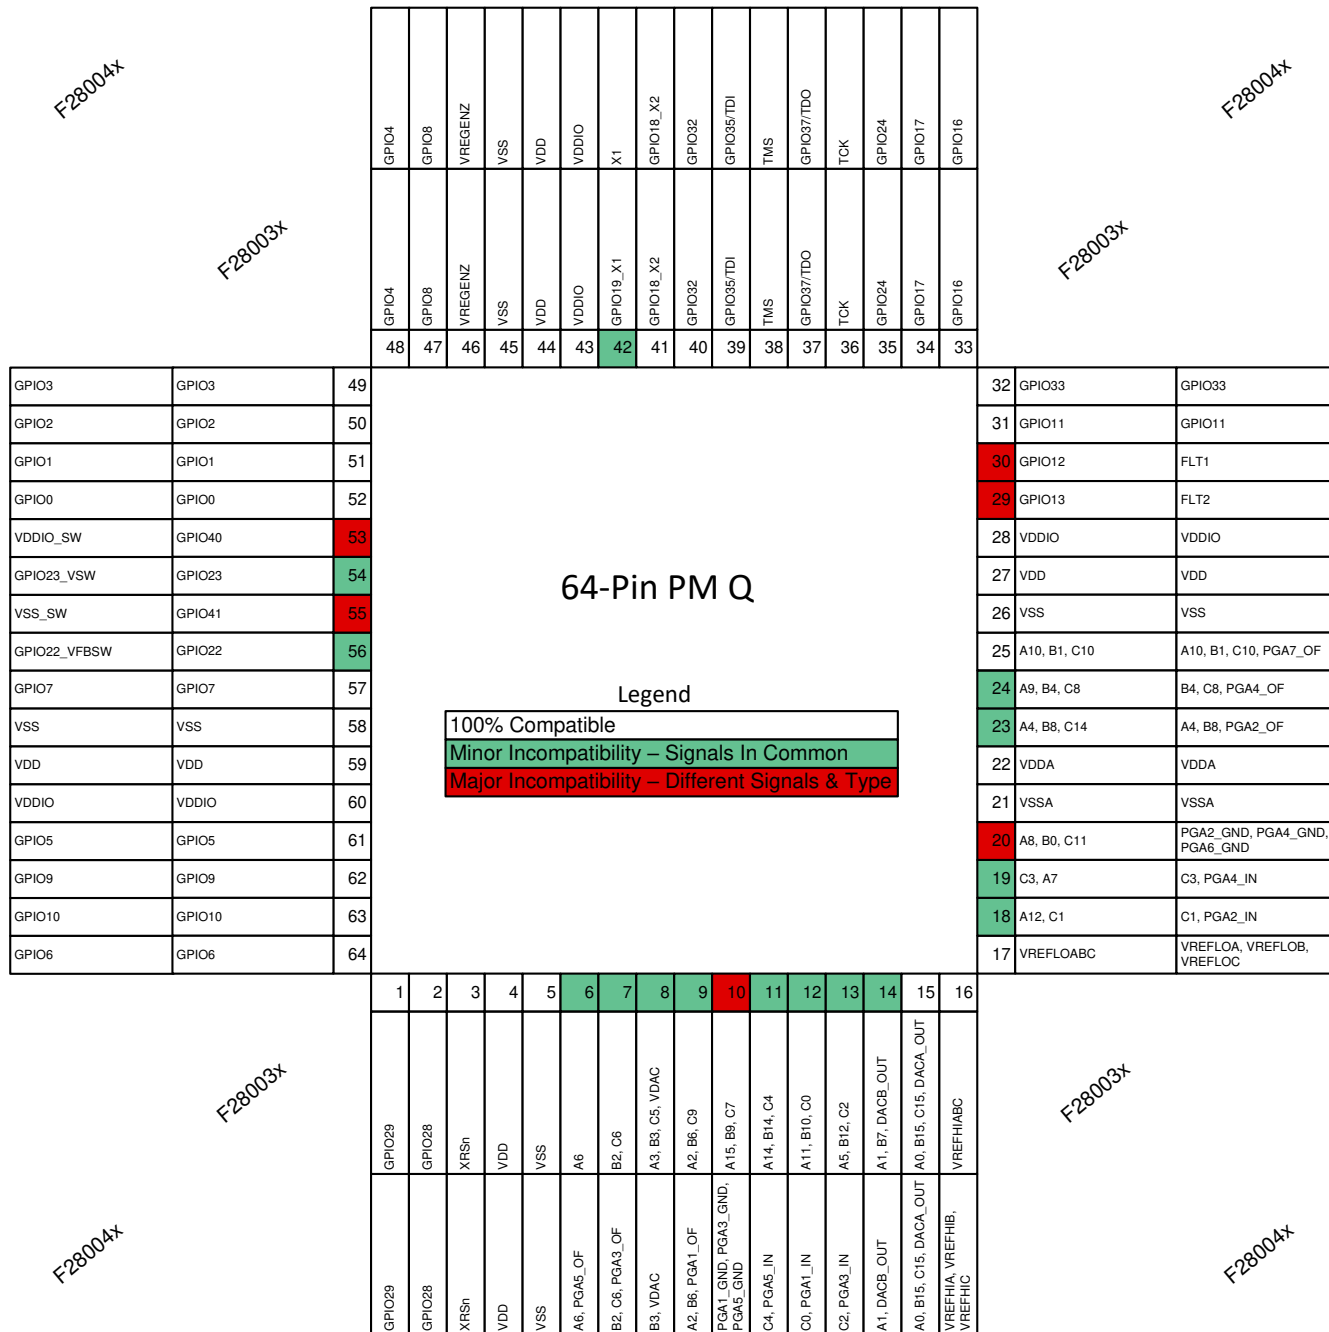 F28004x
F28004x
GPIO4
GPIO8
VREGENZ
VSS
VDD
VDDIO
X1
GPIO18_X2
GPIO32
GPIO35/TDI
TMS
GPIO37/TDO
TCK
GPIO24
GPIO17
GPIO16
F28003x
F28003x
GPIO4
GPIO8
VREGENZ
VSS
VDD
VDDIO
GPIO19_X1
GPIO18_X2
GPIO32
GPIO35/TDI
TMS
GPIO37/TDO
TCK
GPIO24
GPIO17
GPIO16
48 47 46 45 44 43 42 41 40 39 38 37 36 35 34 33
GPIO3 GPIO3 49
GPIO2 GPIO2 50
GPIO1 GPIO1 51
GPIO0 GPIO0 52
VDDIO_SW GPIO40 53
GPIO23_VSW GPIO23 54
VSS_SW GPIO41 55
GPIO22_VFBSW GPIO22 56
GPIO7 GPIO7 57
VSS VSS 58
VDD VDD 59
VDDIO VDDIO 60
GPIO5 GPIO5 61
GPIO9 GPIO9 62
GPIO10 GPIO10 63
GPIO6 GPIO6 64
64-Pin PM Q
Legend
100% Compatible
Minor Incompatibility – Signals In Common
Major Incompatibility – Different Signals & Type
32 GPIO33 GPIO33
31 GPIO11 GPIO11
30 GPIO12 FLT1
29 GPIO13 FLT2
28 VDDIO VDDIO
27 VDD VDD
26 VSS VSS
25 A10, B1, C10 A10, B1, C10, PGA7_OF
24 A9, B4, C8 B4, C8, PGA4_OF
23 A4, B8, C14 A4, B8, PGA2_OF
22 VDDA VDDA
21 VSSA VSSA
20 A8, B0, C11 PGA2_GND, PGA4_GND,
PGA6_GND
19 C3, A7 C3, PGA4_IN
18 A12, C1 C1, PGA2_IN
17 VREFLOABC VREFLOA, VREFLOB,
VREFLOC
1 2 3 4 5 6 7 8 9 10 11 12 13 14 15 16
F28003x
F28003x
GPIO29
GPIO28
XRSn
VDD
VSS
A6
B2, C6
A3, B3, C5, VDAC
A2, B6, C9
A15, B9, C7
A14, B14, C4
A11, B10, C0
A5, B12, C2
A1, B7, DACB_OUT
A0, B15, C15, DACA_OUT
VREFHIABC
F28004x
F28004x
GPIO29
GPIO28
XRSn
VDD
VSS
A6, PGA5_OF
B2, C6, PGA3_OF
B3, VDAC
A2, B6, PGA1_OF
PGA1_GND, PGA3_GND,
PGA5_GND
C4, PGA5_IN
C0, PGA1_IN
C2, PGA3_IN
A1, DACB_OUT
A0, B15, C15, DACA_OUT
VREFHIA, VREFHIB,
VREFHIC